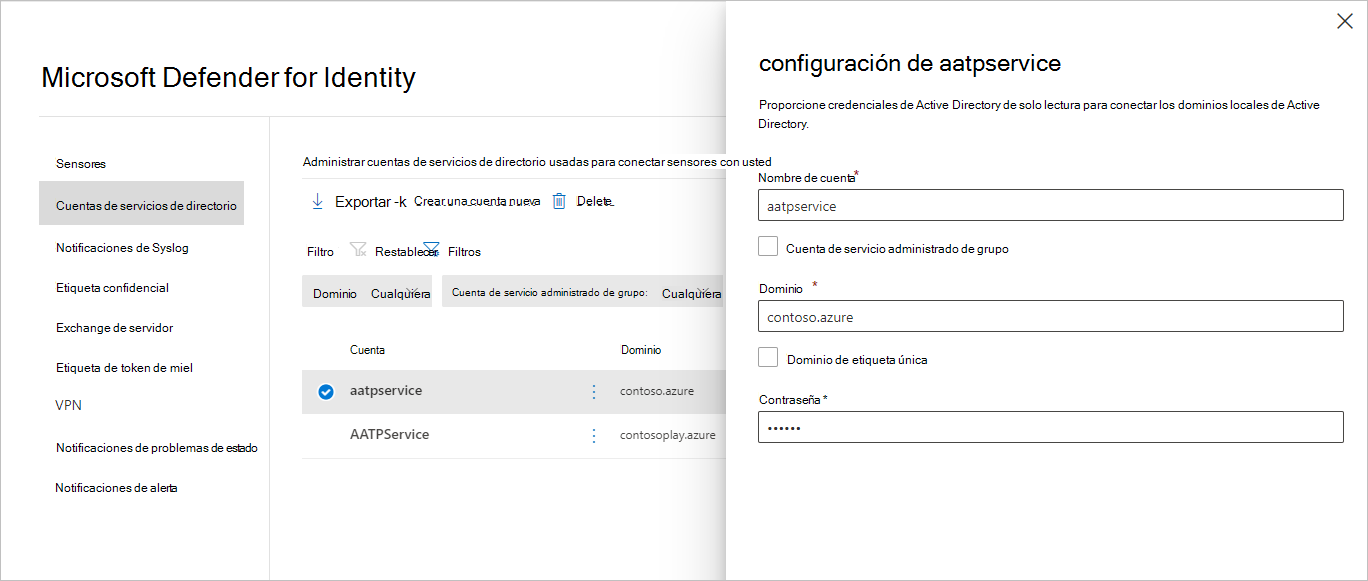 Microsoft Defender for Identity
Sensores
Cuentas de servicios de directorio
Notificaciones de Syslog
Etiqueta confidencial
Exchange de servidor
Etiqueta de token de miel
VPN
Notificaciones de problemas de estado
Notificaciones de alerta
Administrar cuentas de servicios de directorio usadas para conectar sensores con usted
Exportar -k Crear una cuenta nueva Delete
Filtro Restablecer Filtros
Dominio Cualquiera Cuenta de servicio administrado de grupo: Cualquiera
Cuenta Dominio
aatpservice contoso.azure
AATPService contosoplay.azure
configuración de aatpservice
Proporcione credenciales de Active Directory de solo lectura para conectar los dominios locales de Active
Directory.
Nombre de cuenta*
aatpservice
Cuenta de servicio administrado de grupo
Dominio *
contoso.azure
Dominio de etiqueta única
Contraseña *
••••••